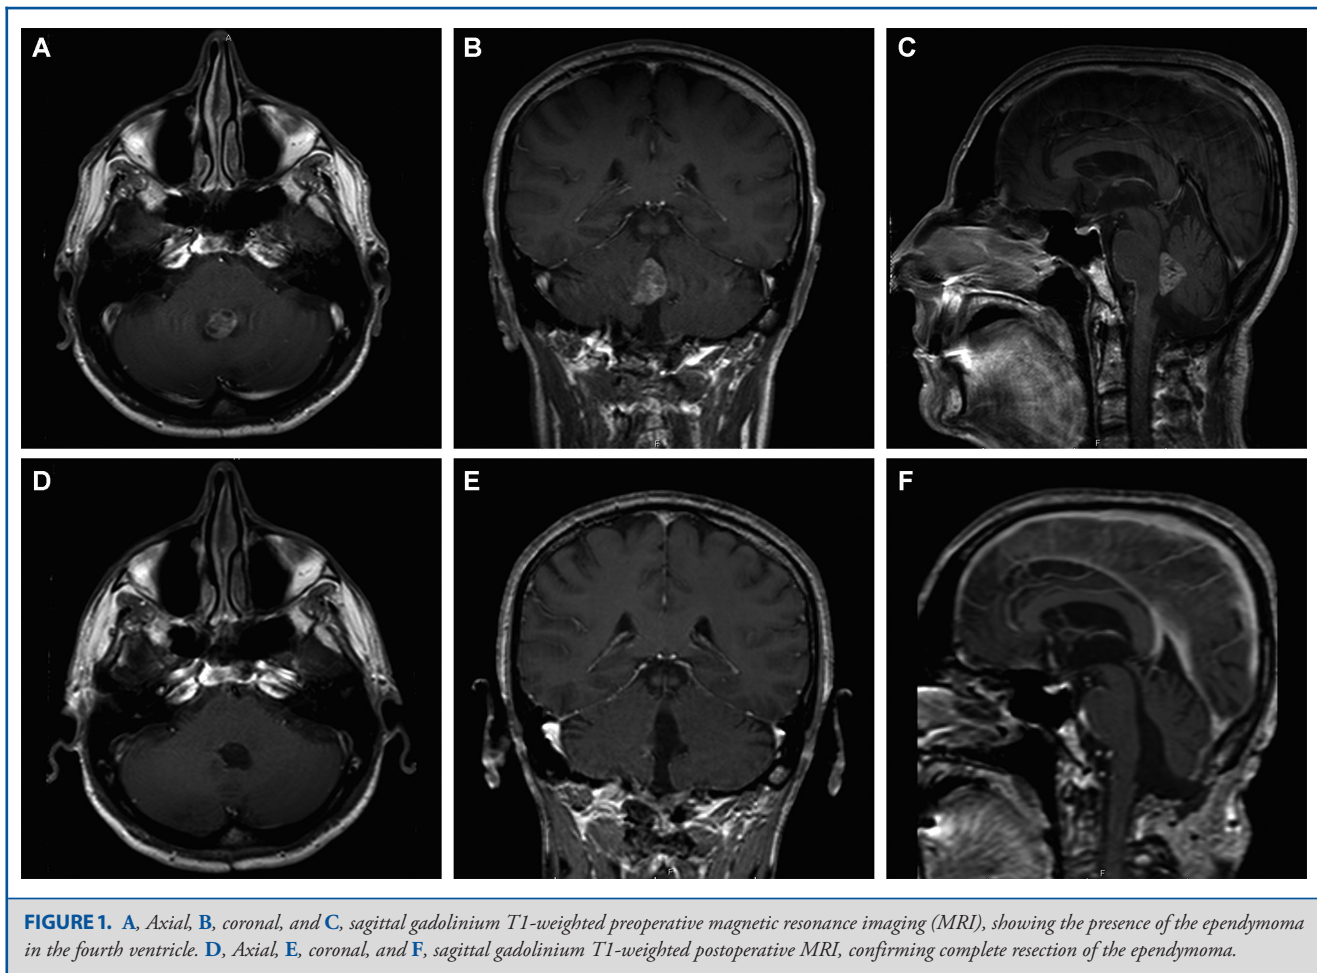 A
A
B
C
F
F
D
E
F
F
F
FIGURE 1. A, Axial, B, coronal, and C, sagittal gadolinium T1-weighted preoperative magnetic resonance imaging (MRI), showing the presence of the ependymoma
in the fourth ventricle. D, Axial, E, coronal, and F, sagittal gadolinium T1-weighted postoperative MRI, confirming complete resection of the ependymoma.